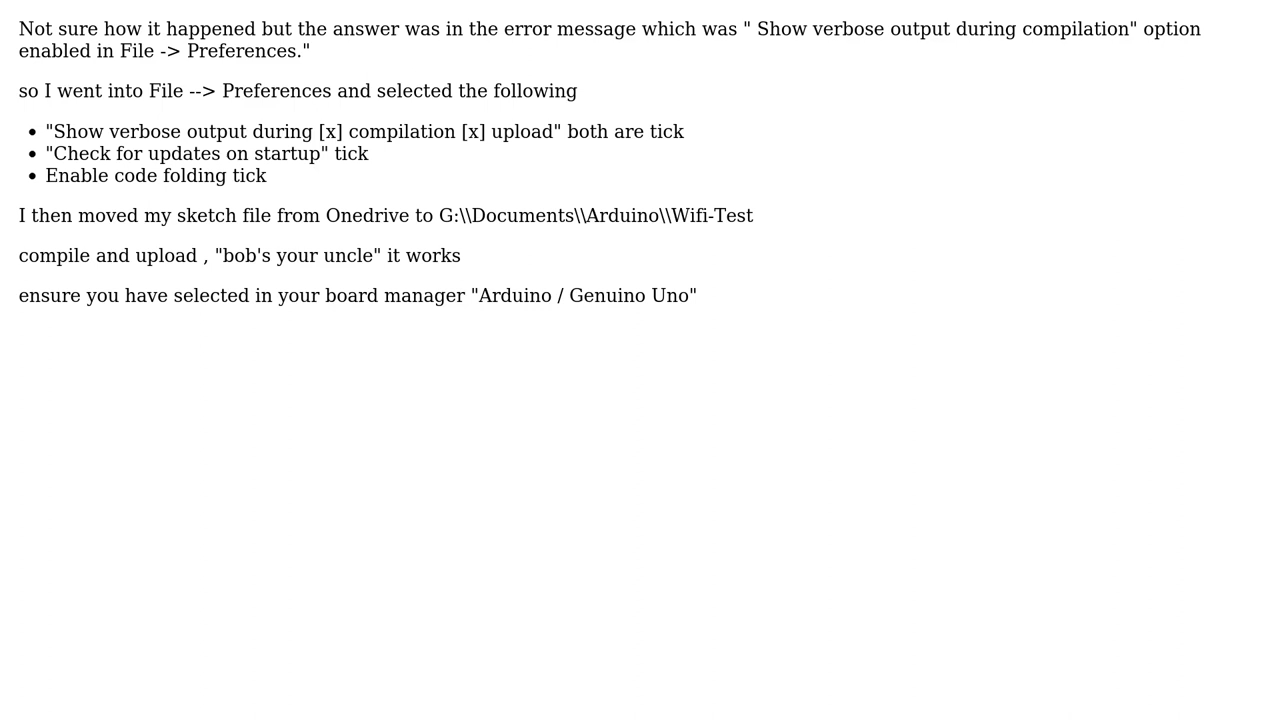 Not sure how it happened but the answer was in the error message which was " Show verbose output during compilation" option
enabled in File -> Preferences."
so I went into File --> Preferences and selected the following
• "Show verbose output during [x] compilation [x] upload" both are tick
• "Check for updates on startup" tick
• Enable code folding tick
I then moved my sketch file from Onedrive to G:\\Documents\\Arduino\\Wifi-Test
compile and upload , "bob's your uncle" it works
ensure you have selected in your board manager "Arduino / Genuino Uno"